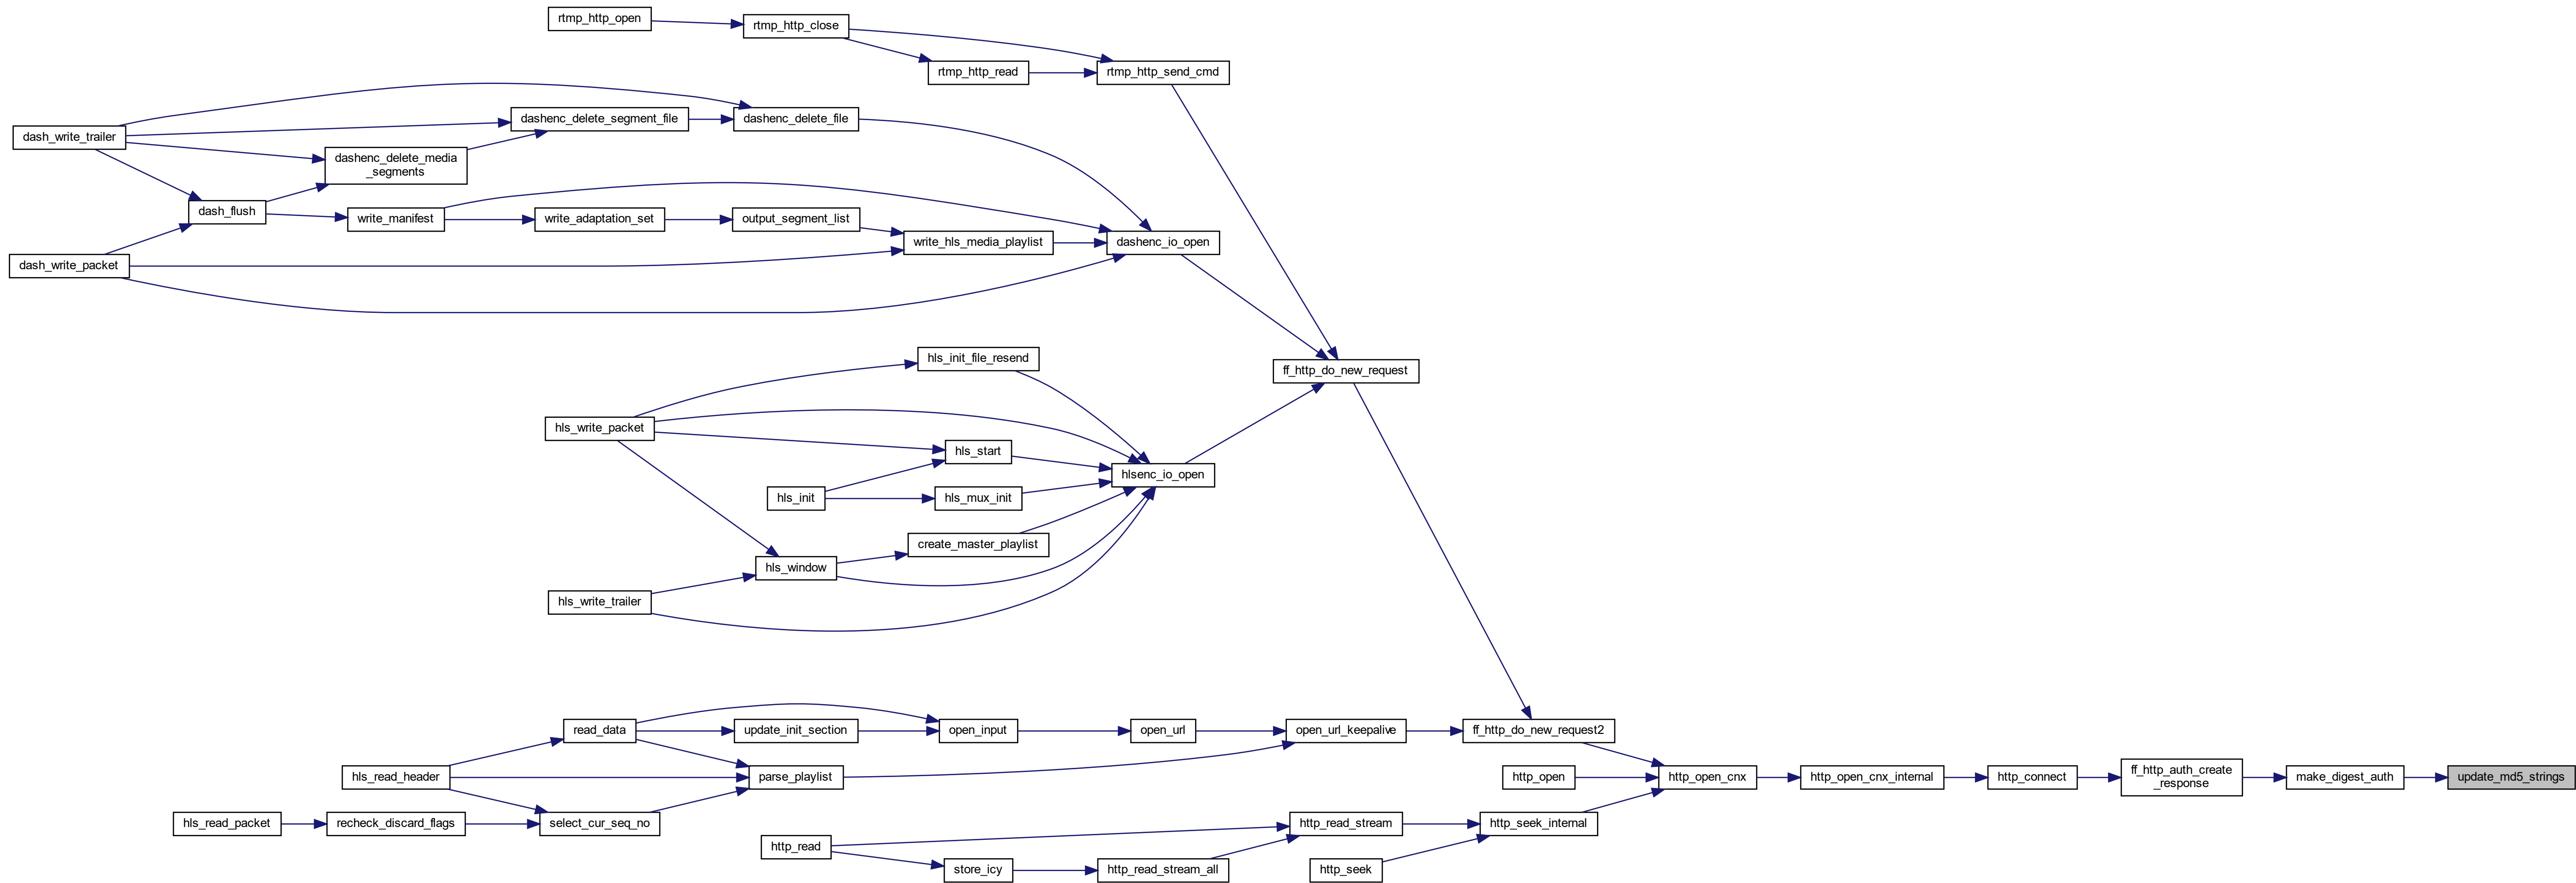 rtmp_http_open
rtmp_http_close
rtmp_http_read
rtmp_http_send_cmd
dash_write_trailer
dashenc_delete_segment_file
dashenc_delete_file
dashenc_delete_media
_segments
dash_flush
write_manifest
write_adaptation_set
output_segment_list
write_hls_media_playlist
dashenc_io_open
dash_write_packet
hls_init_file_resend
ff_http_do_new_request
hls_write_packet
hls_start
hlsenc_io_open
hls_init
hls_mux_init
create_master_playlist
hls_window
hls_write_trailer
read_data
update_init_section
open_input
open_url
open_url_keepalive
ff_http_do_new_request2
hls_read_header
parse_playlist
http_open
http_open_cnx
http_open_cnx_internal
http_connect
ff_http_auth_create
_response
make_digest_auth
update_md5_strings
hls_read_packet
recheck_discard_flags
select_cur_seq_no
http_read_stream
http_seek_internal
http_read
store_icy
http_read_stream_all
http_seek